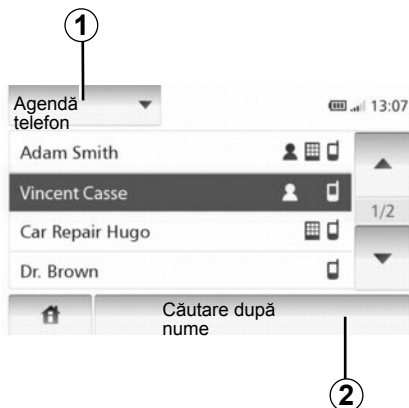 1
Agendă
telefon
13:07
Adam Smith
Vincent Casse
1/2
Car Repair Hugo
Dr. Brown
Căutare după
nume
2